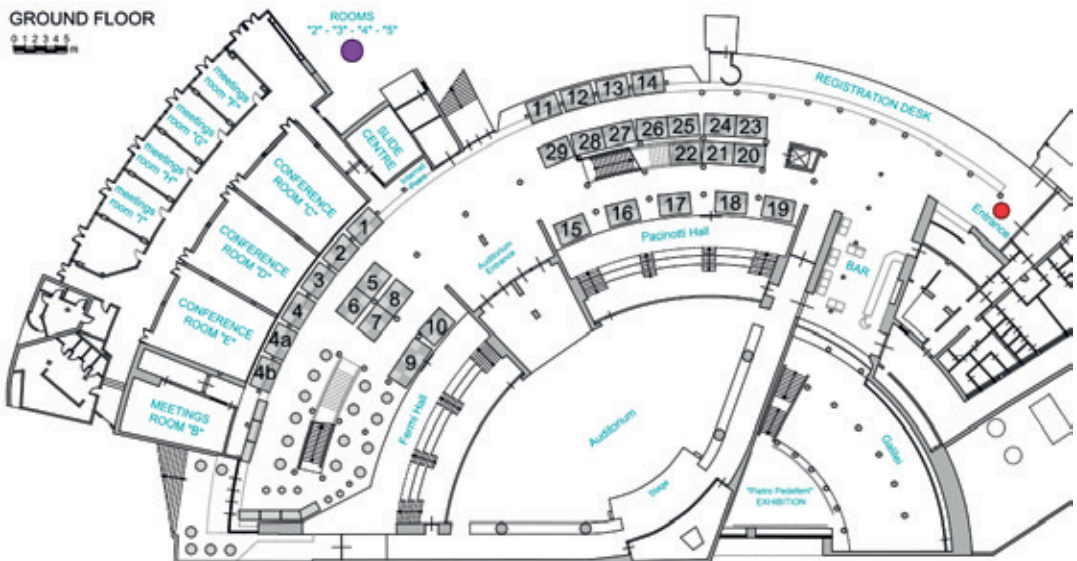 GROUND FLOOR
0 1 2 3 4 5
m
ROOMS
"2" - "3" - "4" - "5"
meetings
room "F"
meetings
room "G"
meetings
room "H"
meetings
room "I"
SLIDE
CENTRE
Internet
Point
CONFERENCE
ROOM "C"
CONFERENCE
ROOM "D"
CONFERENCE
ROOM "E"
MEETINGS
ROOM "B"
11
12
13
14
REGISTRATION DESK
29
28
27
26
25
24
23
22
21
20
15
16
17
18
19
Pacinotti Hall
Auditorium
Entrance
Entrance
BAR
1
2
3
4
4a
4b
5
6
8
7
10
9
Fermi Hall
Auditorium
Stage
Galilei
"Pietro Pedeferri"
EXHIBITION